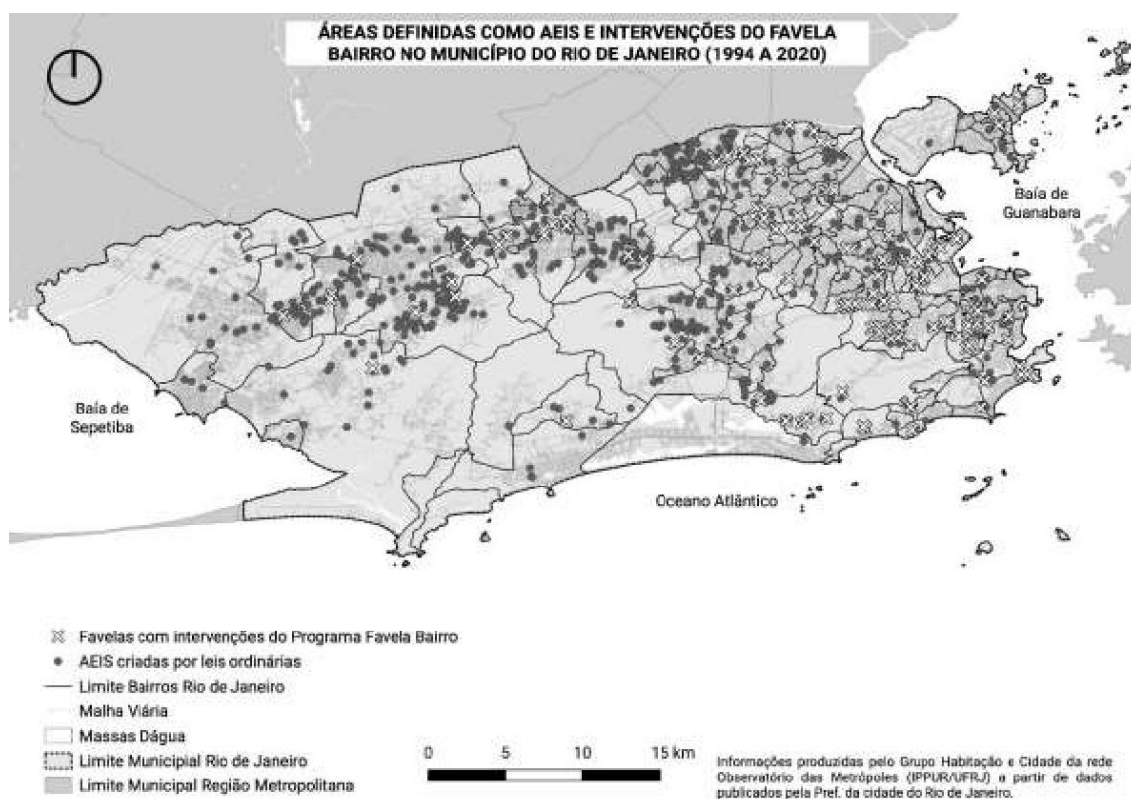 ÁREAS DEFINIDAS COMO AEIS E INTERVENÇÕES DO FAVELA
BAIRRO NO MUNICÍPIO DO RIO DE JANEIRO (1994 A 2020)
Baía de
Guanabara
Baía de
Sepetiba
Oceano Atlântico
Favelas com intervenções do Programa Favela Bairro
AEIS criadas por leis ordinárias
Limite Bairros Rio de Janeiro
Malha Viária
Massas Dágua
Limite Municipial Rio de Janeiro
Limite Municipal Região Metropolitana
0 5 10 15 km
Informações produzidas pelo Grupo Habitação e Cidade da rede
Observatório das Metrópoles (IPPUR/UFRJ) a partir de dados
publicados pela Pref. da cidade do Rio de Janeiro.